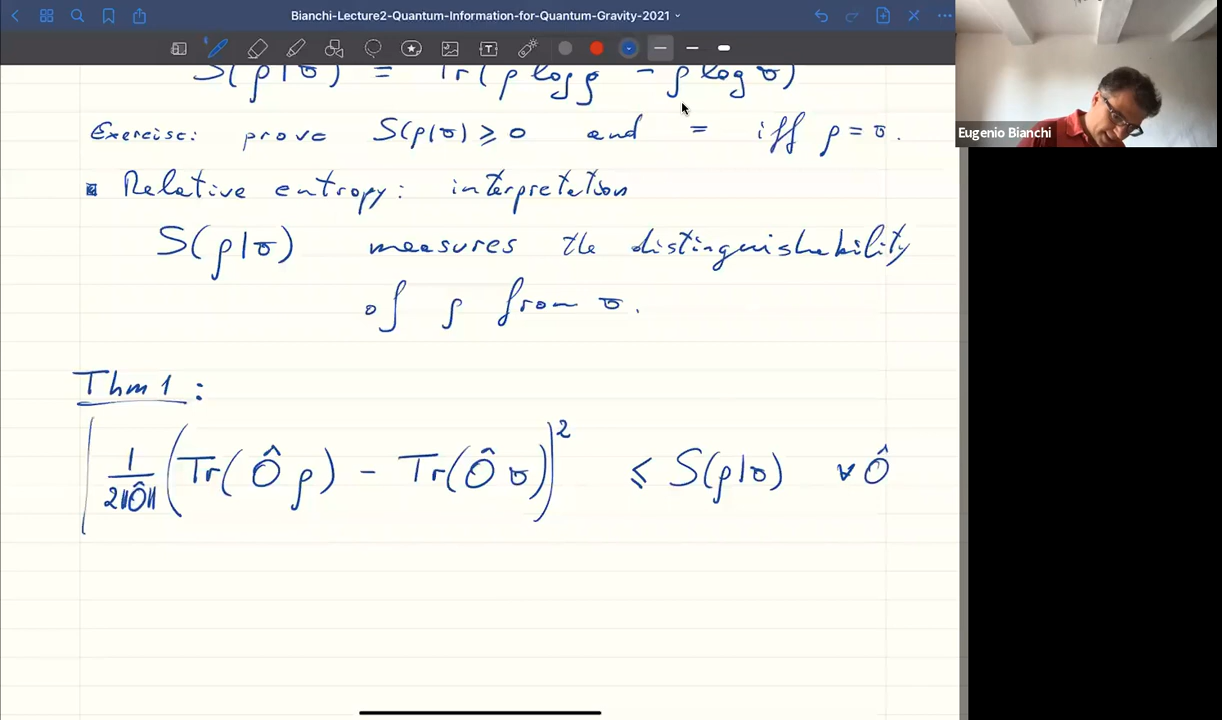 Bianchi-Lecture2-Quantum-Information-for-Quantum-Gravity-2021
Eugenio Bianchi
S(ρ|σ) = Tr(ρ log ρ - ρ log σ)
Exercise: prove S(ρ|σ) ⩾ 0 and = iff ρ = σ.
Relative entropy: interpretation
S(ρ|σ) measures the distinguishability
of ρ from σ.
Thm 1:
1/2‖Ô‖ (Tr(Ô ρ) - Tr(Ô σ))² ⩽ S(ρ|σ) ∀ Ô